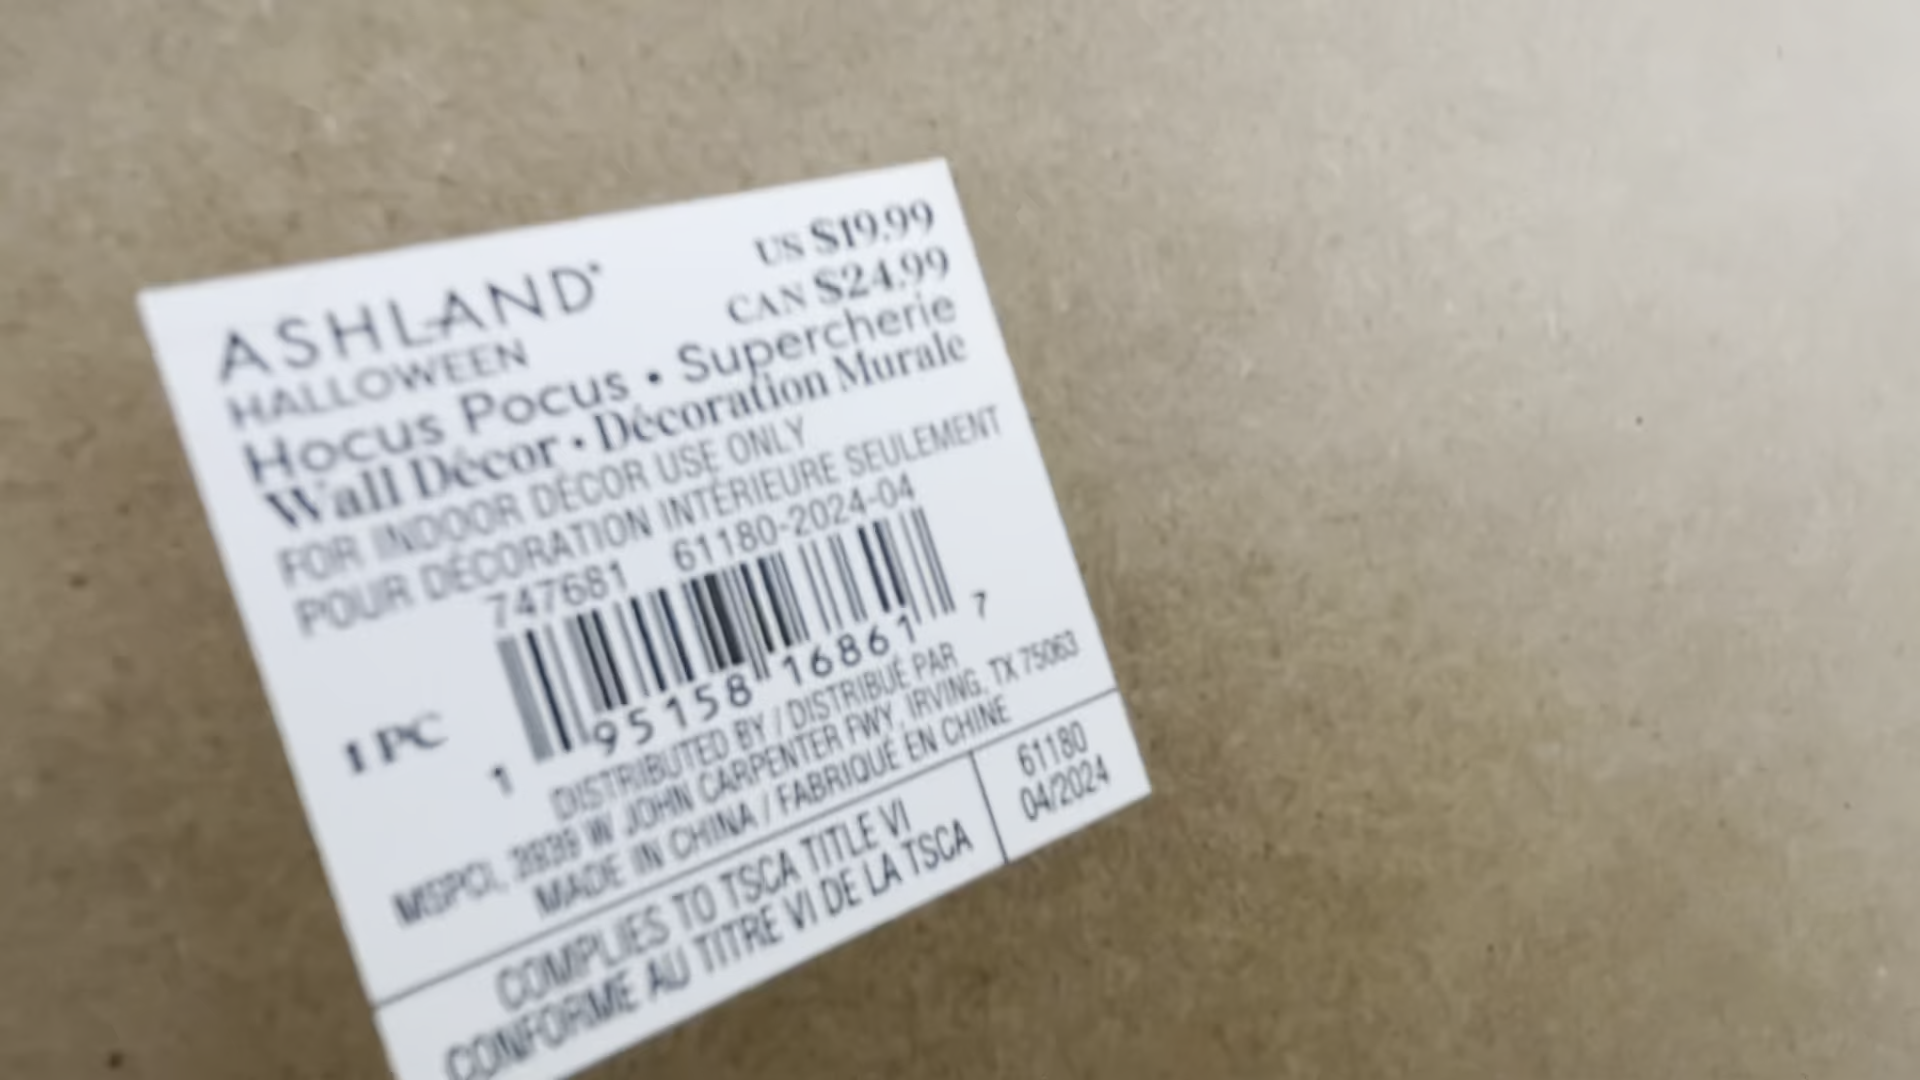 US $19.99
CAN $24.99
ASHLAND®
HALLOWEEN
Hocus Pocus • Supercherie
Wall Décor • Décoration Murale
FOR INDOOR DÉCOR USE ONLY
POUR DÉCORATION INTÉRIEURE SEULEMENT
747681 61180-2024-04
1 PC
1 95158 16861 7
DISTRIBUTED BY / DISTRIBUÉ PAR
MSPCI, 3939 W JOHN CARPENTER FWY, IRVING, TX 75063
MADE IN CHINA / FABRIQUÉ EN CHINE
COMPLIES TO TSCA TITLE VI
CONFORME AU TITRE VI DE LA TSCA
61180
04/2024